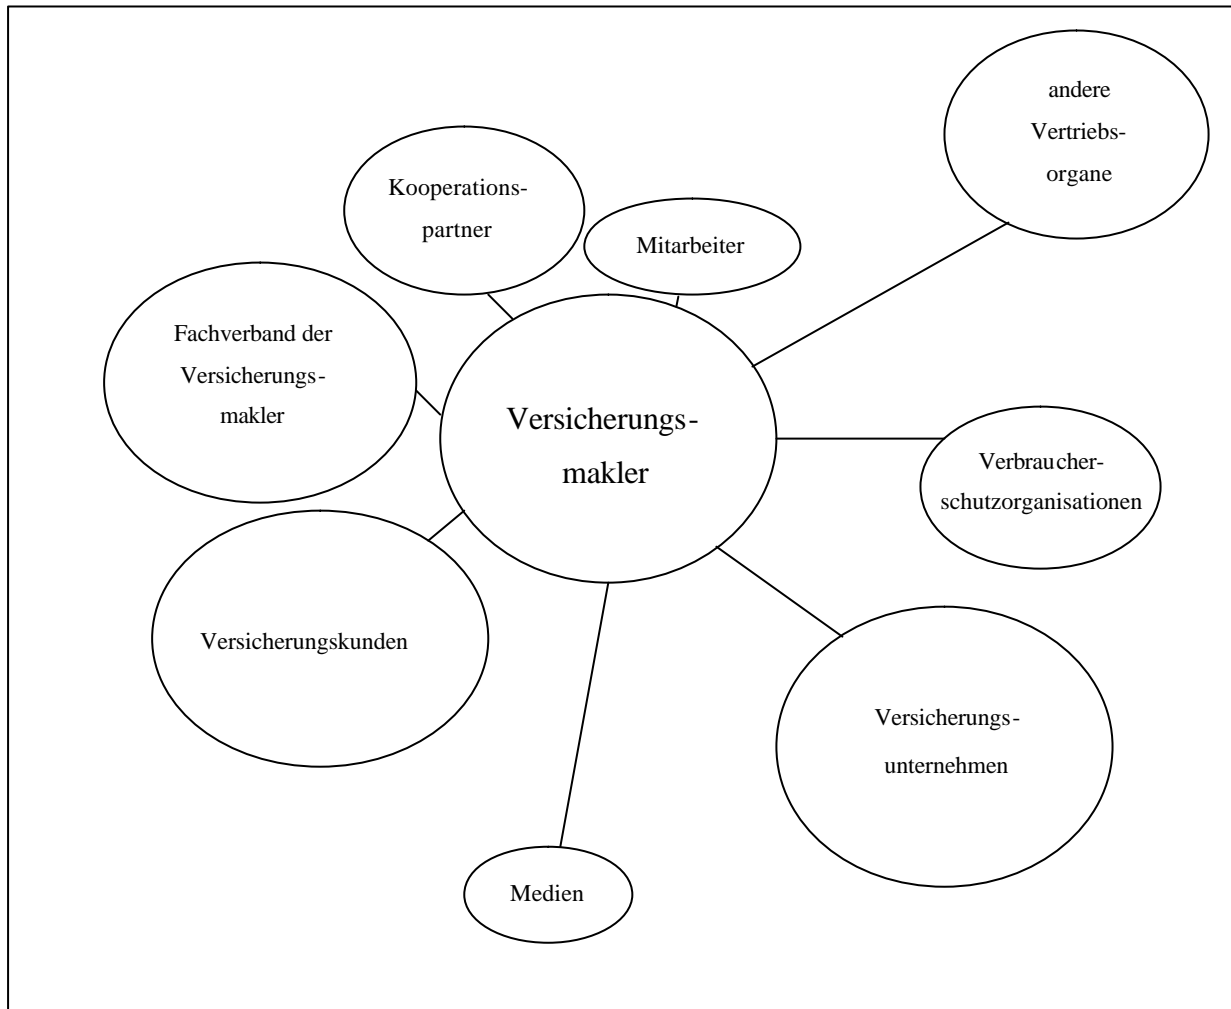 andere
Vertriebs-
organe
Kooperations-
partner
Mitarbeiter
Fachverband der
Versicherungs-
makler
Versicherungs-
makler
Verbraucher-
schutzorganisationen
Versicherungskunden
Versicherungs-
unternehmen
Medien